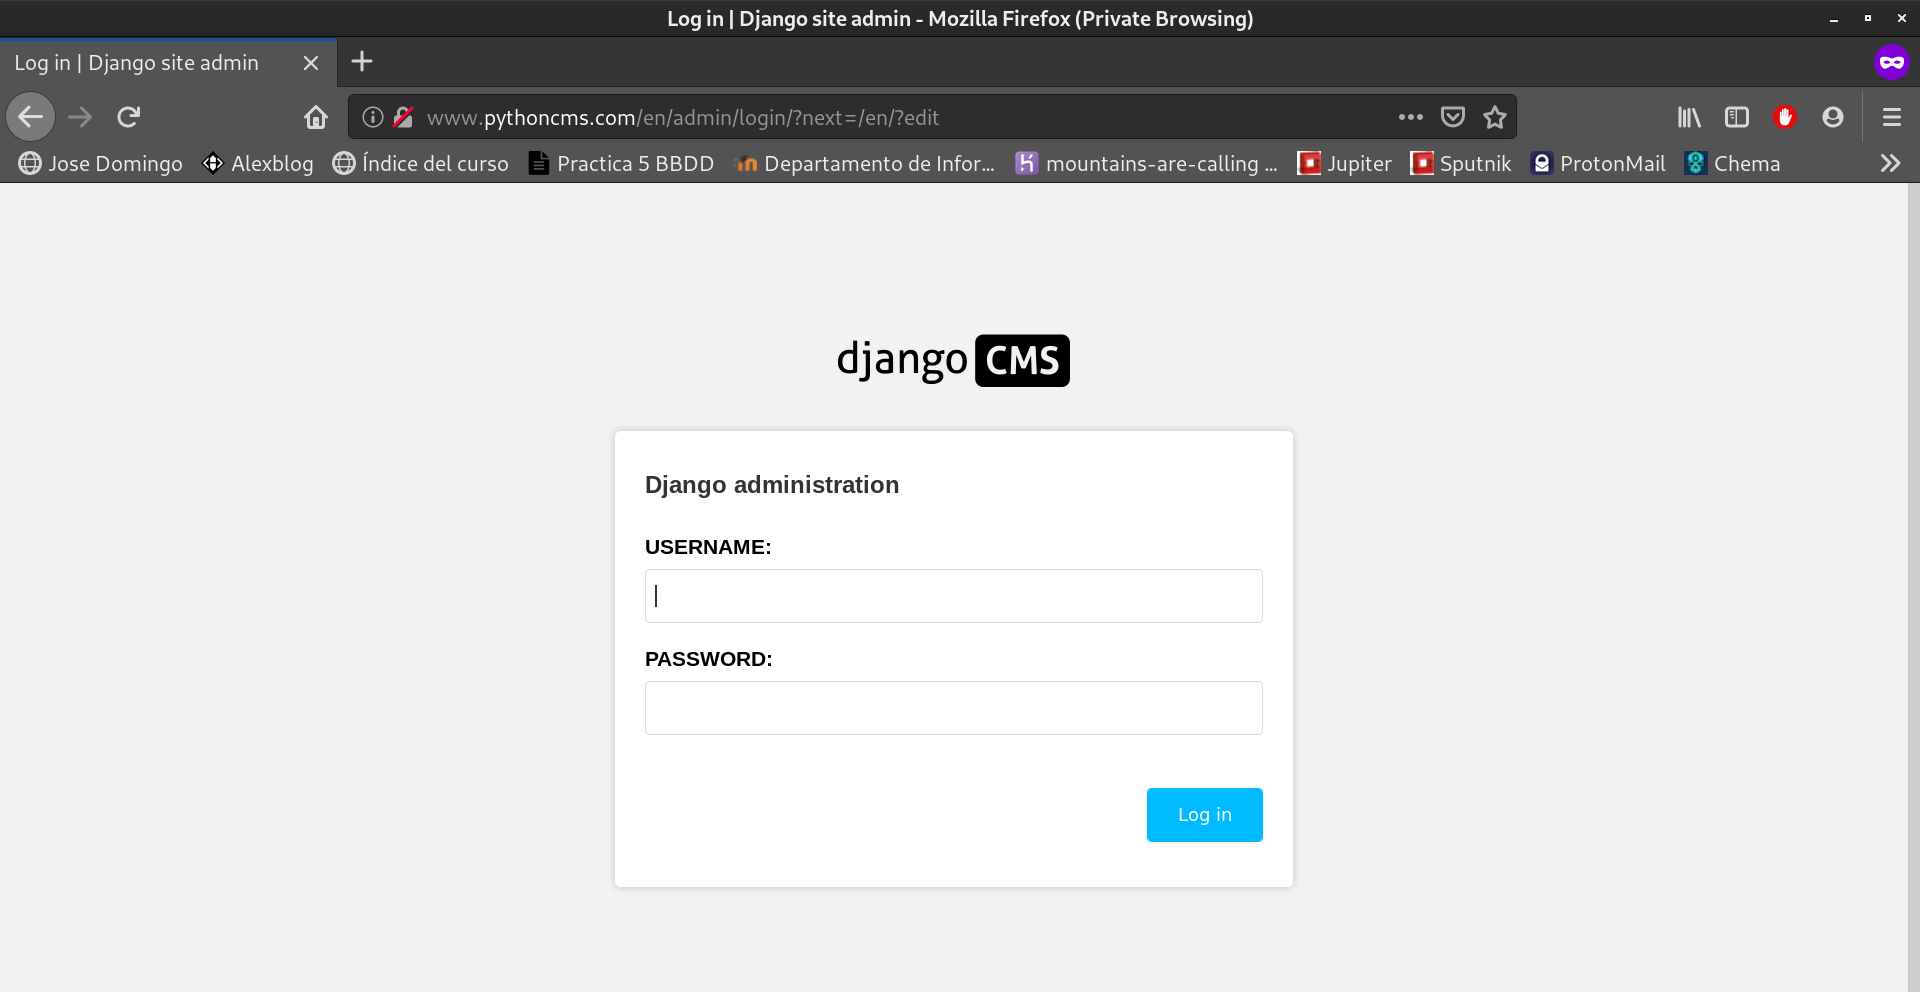 Log in | Django site admin - Mozilla Firefox (Private Browsing)
Log in | Django site admin
www.pythoncms.com/en/admin/login/?next=/en/?edit
Jose Domingo Alexblog Índice del curso Practica 5 BBDD Departamento de Infor... mountains-are-calling ... Jupiter Sputnik ProtonMail Chema
django CMS
Django administration
USERNAME:
PASSWORD:
Log in